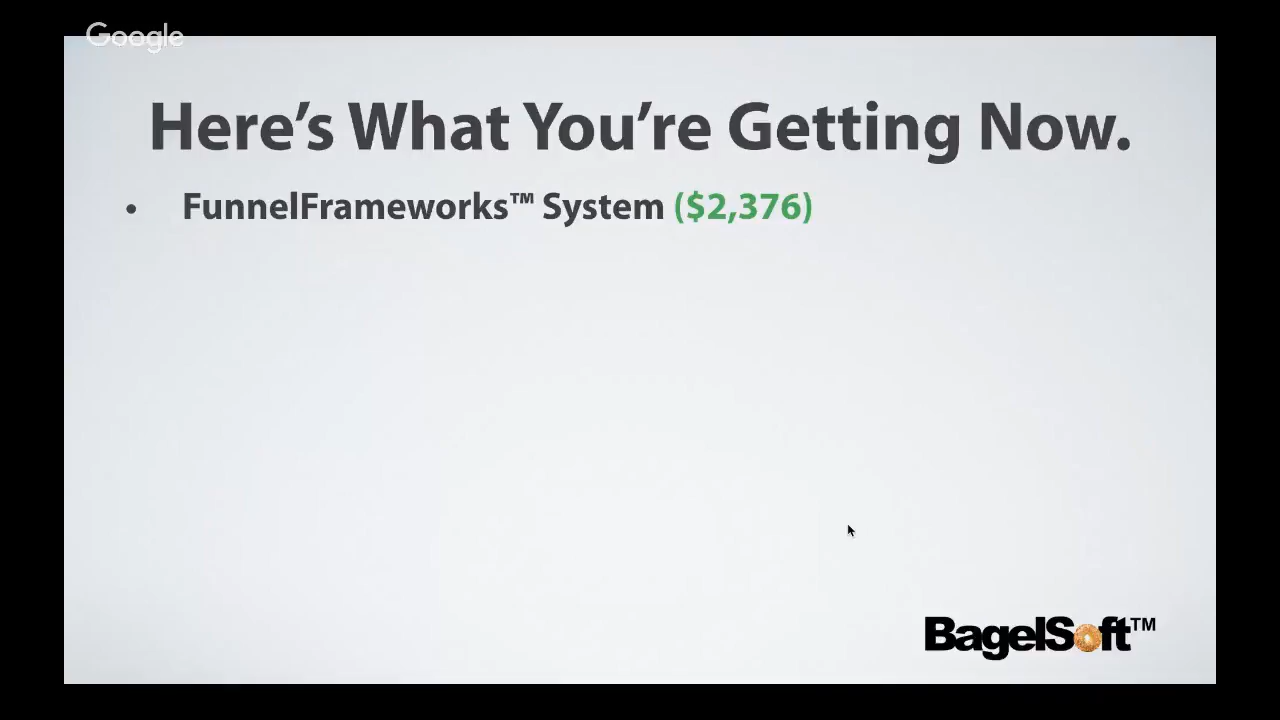 Google
Here's What You're Getting Now.
• FunnelFrameworks™ System ($2,376)
BagelSoft™